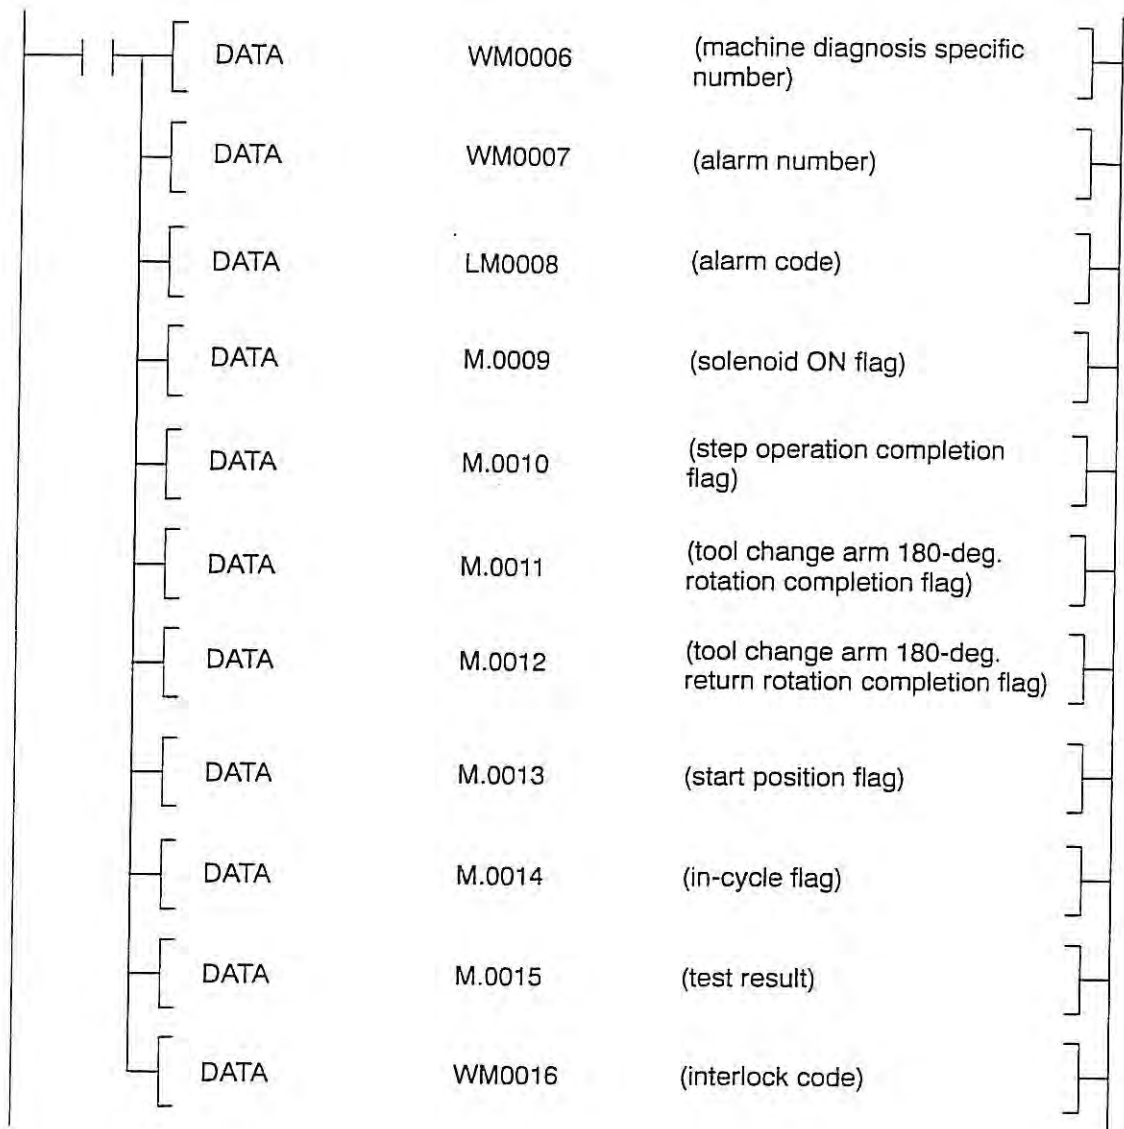 DATA WM0006 (machine diagnosis specific
number)
DATA WM0007 (alarm number)
DATA LM0008 (alarm code)
DATA M.0009 (solenoid ON flag)
DATA M.0010 (step operation completion
flag)
DATA M.0011 (tool change arm 180-deg.
rotation completion flag)
DATA M.0012 (tool change arm 180-deg.
return rotation completion flag)
DATA M.0013 (start position flag)
DATA M.0014 (in-cycle flag)
DATA M.0015 (test result)
DATA WM0016 (interlock code)